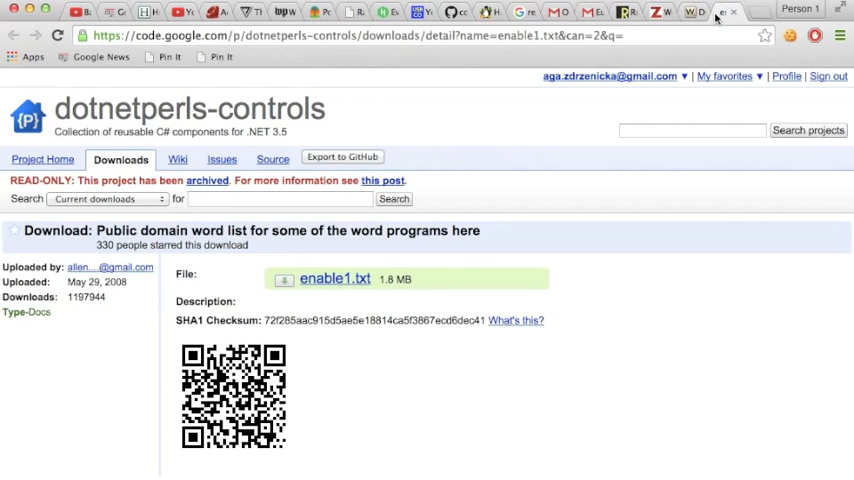 Person 1
https://code.google.com/p/dotnetperls-controls/downloads/detail?name=enable1.txt&can=2&q=
Apps Google News Pin It Pin It
aga.zdrzenicka@gmail.com ▼ | My favorites ▼ | Profile | Sign out
dotnetperls-controls
Collection of reusable C# components for .NET 3.5
Search projects
Project Home Downloads Wiki Issues Source Export to GitHub
READ-ONLY: This project has been archived. For more information see this post.
Search Current downloads for Search
Download: Public domain word list for some of the word programs here
330 people starred this download
Uploaded by: allen....@gmail.com
Uploaded: May 29, 2008
Downloads: 1197944
Type-Docs
File: enable1.txt 1.8 MB
Description:
SHA1 Checksum: 72f285aac915d5ae5e18814ca5f3867ecd6dec41 What's this?